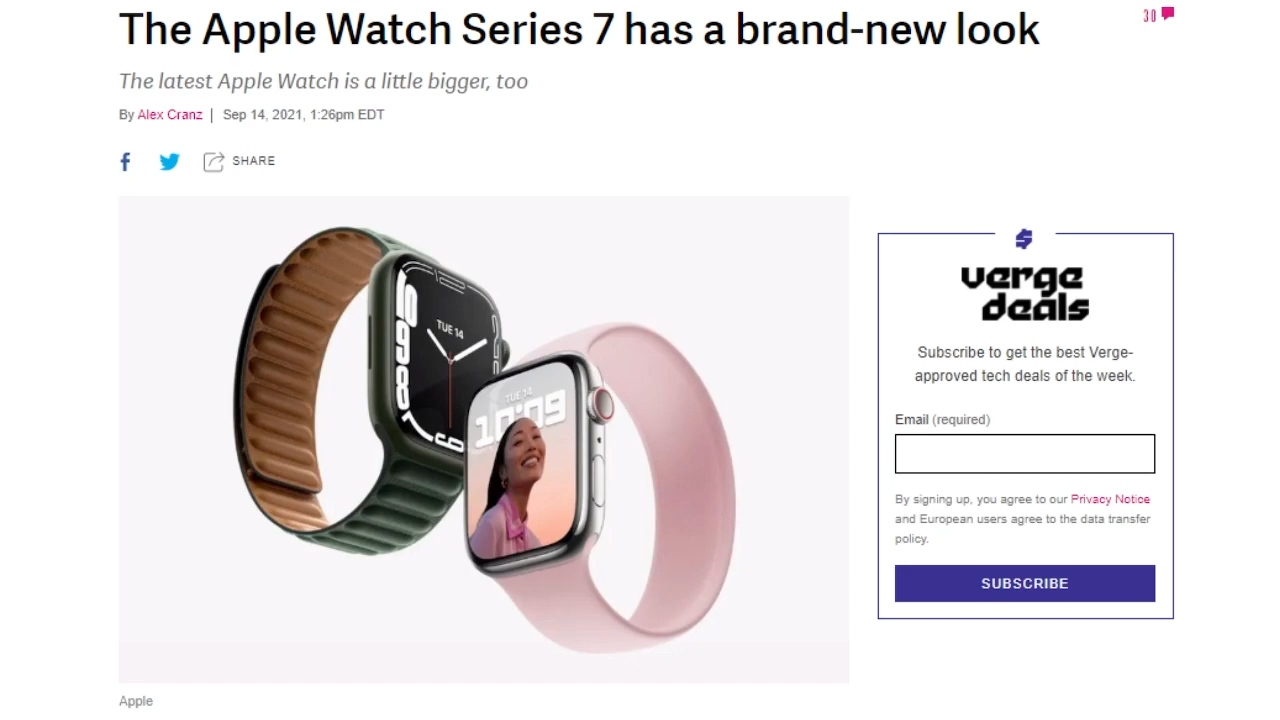 The Apple Watch Series 7 has a brand-new look
30
The latest Apple Watch is a little bigger, too
By Alex Cranz | Sep 14, 2021, 1:26pm EDT
SHARE
TUE 14
TUE 14
10:09
verge
deals
Subscribe to get the best Verge-
approved tech deals of the week.
Email (required)
By signing up, you agree to our Privacy Notice
and European users agree to the data transfer
policy.
SUBSCRIBE
Apple